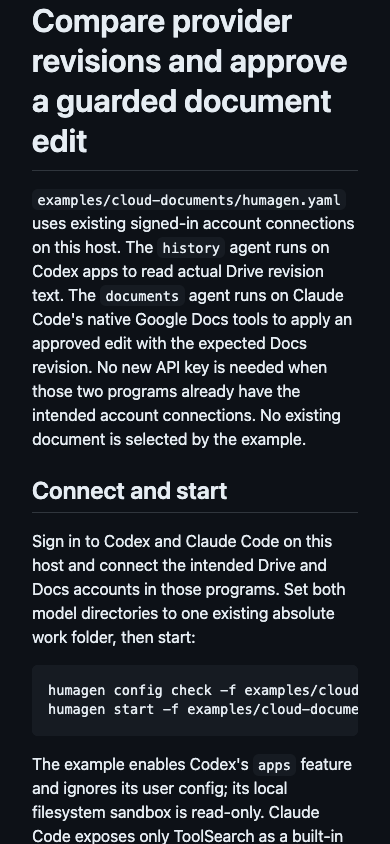 Compare provider
revisions and approve
a guarded document
edit
examples/cloud-documents/humagen.yaml
uses existing signed-in account connections
on this host. The history agent runs on
Codex apps to read actual Drive revision
text. The documents agent runs on Claude
Code's native Google Docs tools to apply an
approved edit with the expected Docs
revision. No new API key is needed when
those two programs already have the
intended account connections. No existing
document is selected by the example.
Connect and start
Sign in to Codex and Claude Code on this
host and connect the intended Drive and
Docs accounts in those programs. Set both
model directories to one existing absolute
work folder, then start:
humagen config check -f examples/cloud
humagen start -f examples/cloud-docume
The example enables Codex's apps feature
and ignores its user config; its local
filesystem sandbox is read-only. Claude
Code exposes only ToolSearch as a built-in